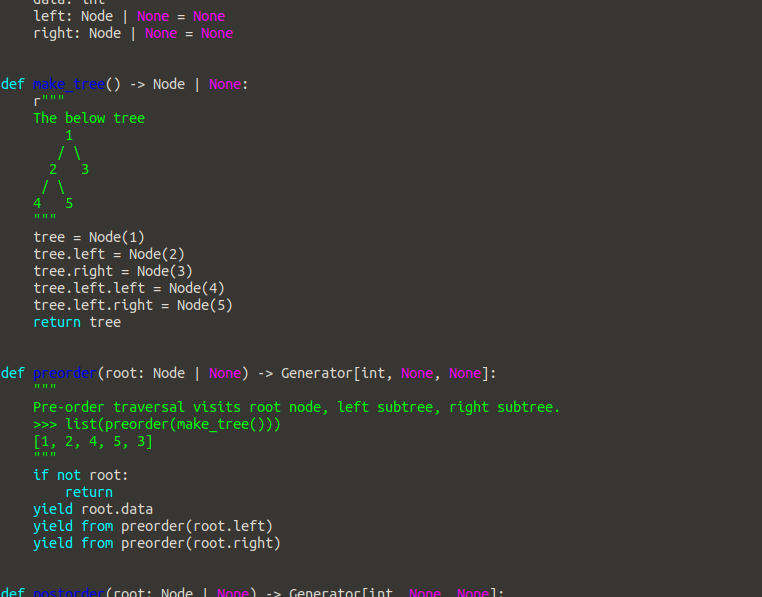 data: int
    left: Node | None = None
    right: Node | None = None
def make_tree() -> Node | None:
    r"""
    The below tree
        1
       / \
      2   3
     / \
    4   5
    """
    tree = Node(1)
    tree.left = Node(2)
    tree.right = Node(3)
    tree.left.left = Node(4)
    tree.left.right = Node(5)
    return tree
def preorder(root: Node | None) -> Generator[int, None, None]:
    """
    Pre-order traversal visits root node, left subtree, right subtree.
    >>> list(preorder(make_tree()))
    [1, 2, 4, 5, 3]
    """
    if not root:
        return
    yield root.data
    yield from preorder(root.left)
    yield from preorder(root.right)
def postorder(root: Node | None) -> Generator[int, None, None]: